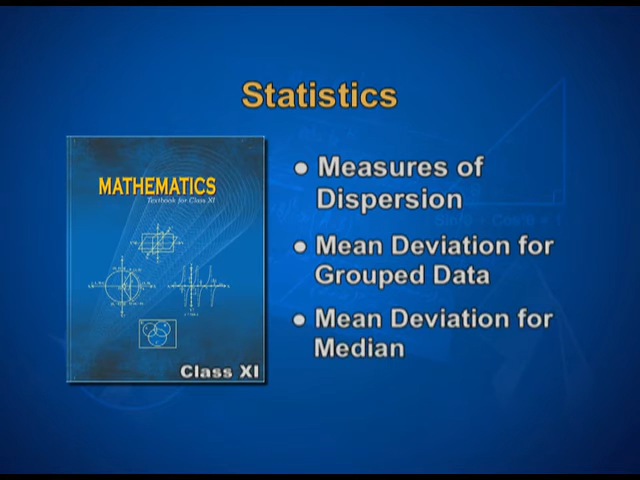 Statistics
MATHEMATICS
Textbook for Class XI
Class XI
● Measures of
Dispersion
● Mean Deviation for
Grouped Data
● Mean Deviation for
Median